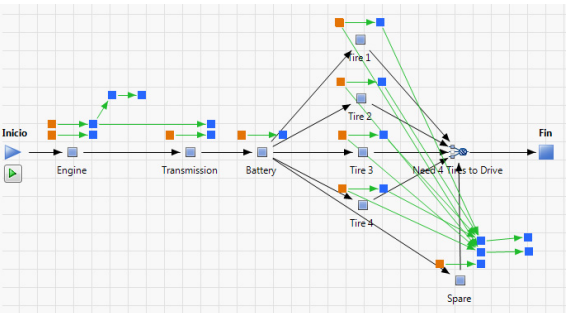 Tire 1
Tire 2
Inicio
Fin
Engine
Transmission
Battery
Tire 3
Need 4 Tires to Drive
Tire 4
Spare